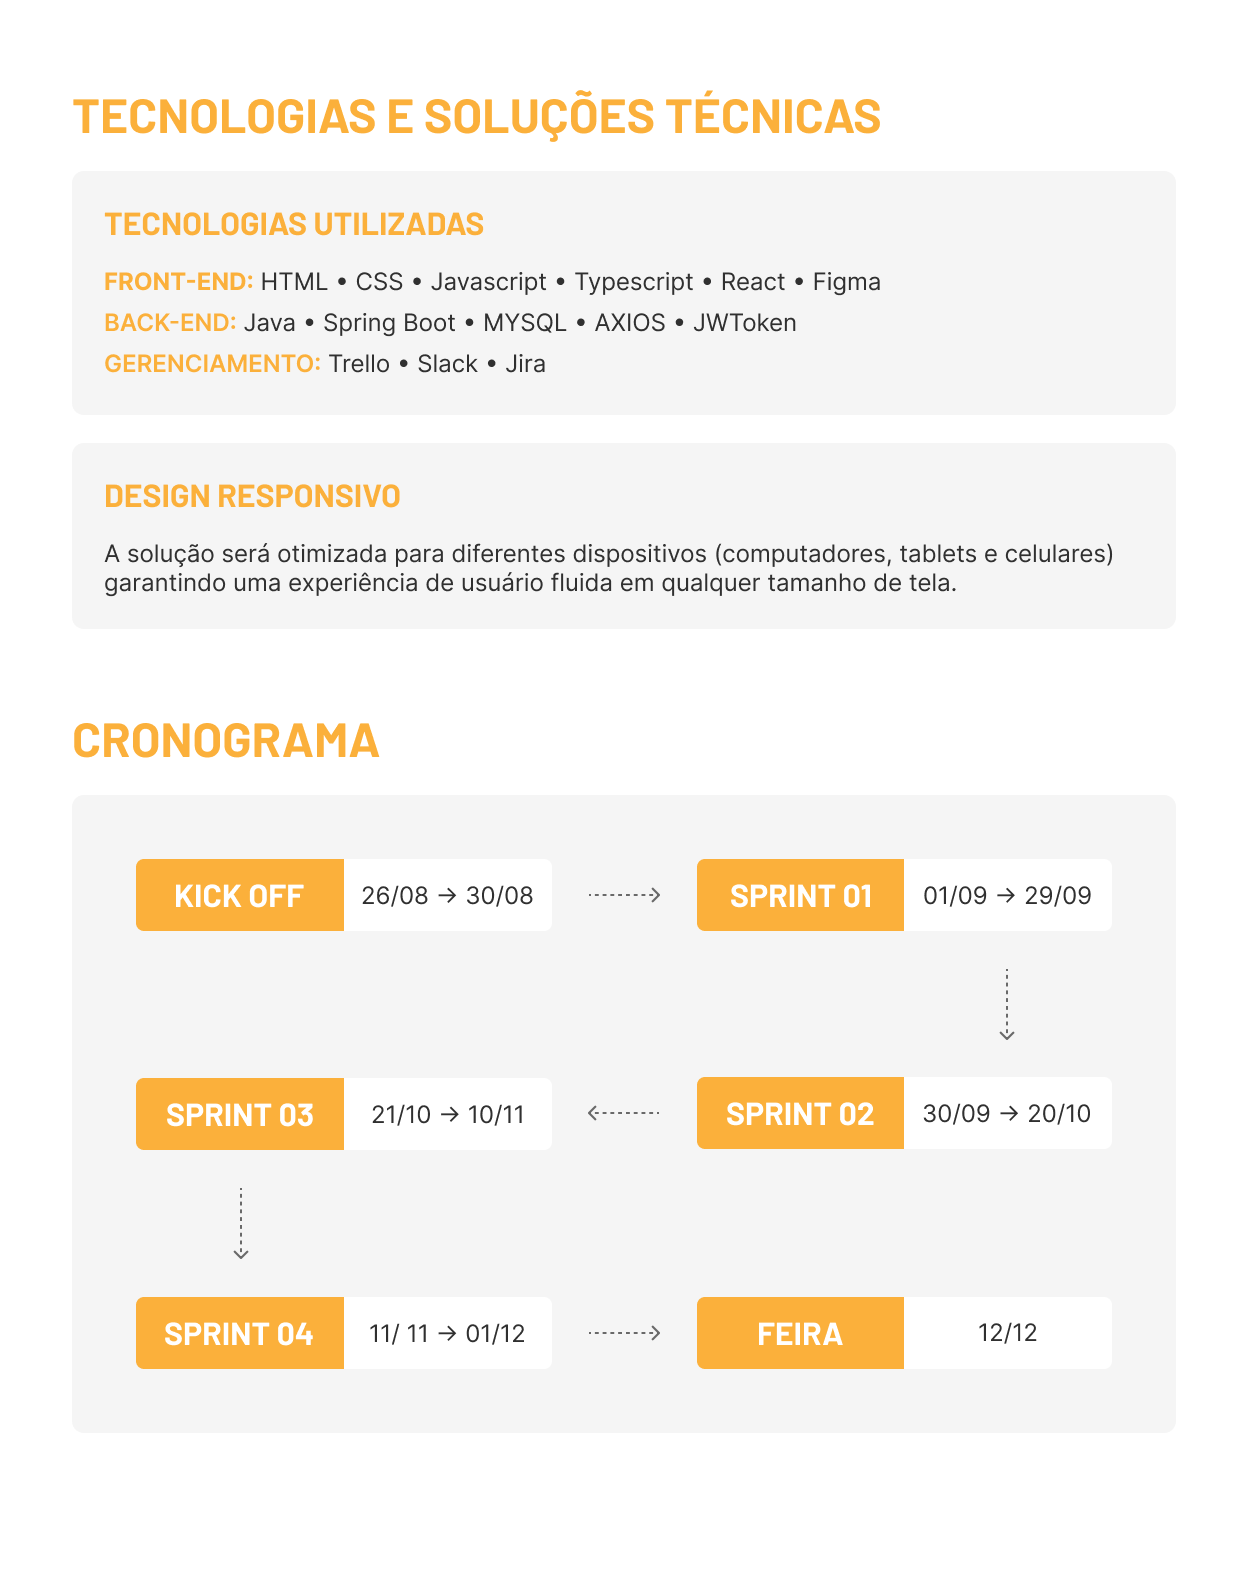 TECNOLOGIAS E SOLUÇÕES TÉCNICAS
TECNOLOGIAS UTILIZADAS
FRONT-END: HTML • CSS • Javascript • Typescript • React • Figma
BACK-END: Java • Spring Boot • MYSQL • AXIOS • JWToken
GERENCIAMENTO: Trello • Slack • Jira
DESIGN RESPONSIVO
A solução será otimizada para diferentes dispositivos (computadores, tablets e celulares)
garantindo uma experiência de usuário fluida em qualquer tamanho de tela.
CRONOGRAMA
KICK OFF 26/08 → 30/08
SPRINT 01 01/09 → 29/09
SPRINT 02 30/09 → 20/10
SPRINT 03 21/10 → 10/11
SPRINT 04 11/ 11 → 01/12
FEIRA 12/12